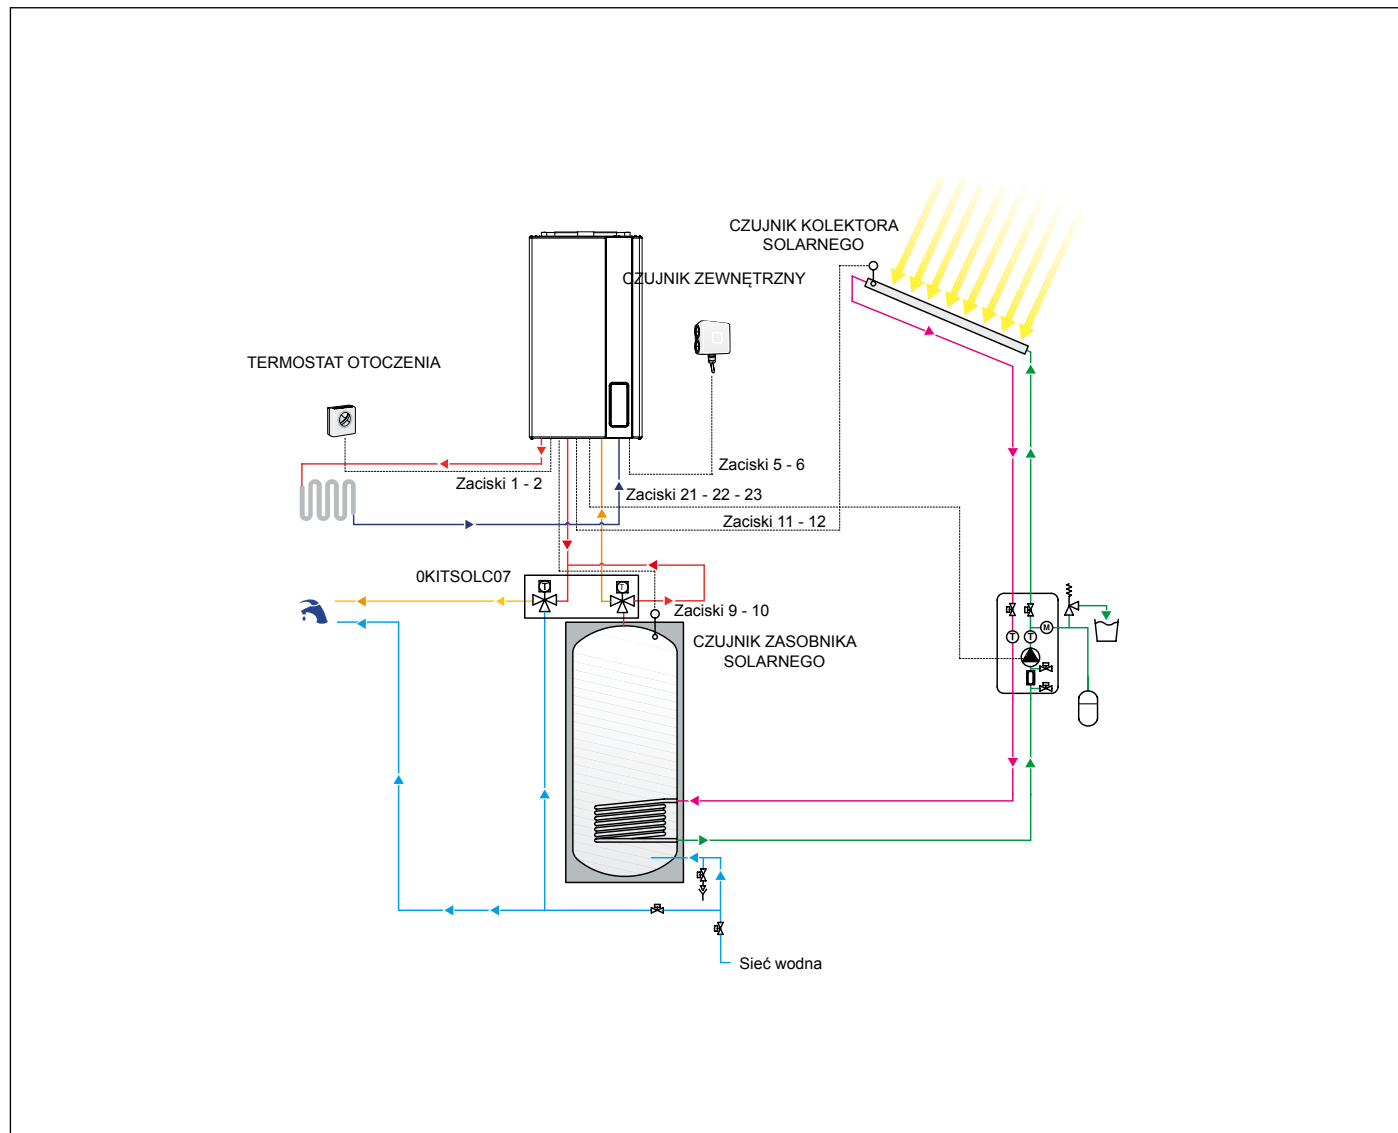 CZUJNIK KOLEKTORA
SOLARNEGO
CZUJNIK ZEWNĘTRZNY
TERMOSTAT OTOCZENIA
Zaciski 5 - 6
Zaciski 1 - 2
Zaciski 21 - 22 - 23
Zaciski 11 - 12
0KITSOLC07
T
T
Zaciski 9 - 10
M
T
T
CZUJNIK ZASOBNIKA
SOLARNEGO
Sieć wodna